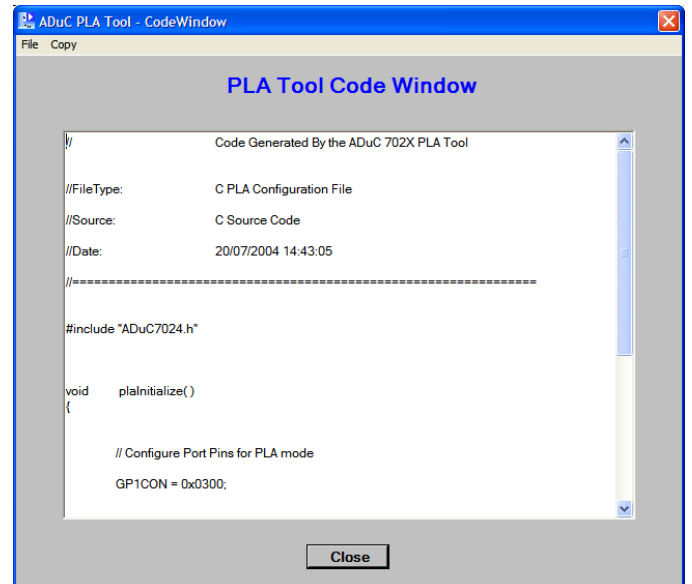 ADuC PLA Tool - CodeWindow
File Copy
PLA Tool Code Window
// Code Generated By the ADuC 702X PLA Tool
//FileType: C PLA Configuration File
//Source: C Source Code
//Date: 20/07/2004 14:43:05
//================================================================
#include "ADuC7024.h"
void plaInitialize( )
{
// Configure Port Pins for PLA mode
GP1CON = 0x0300;
Close